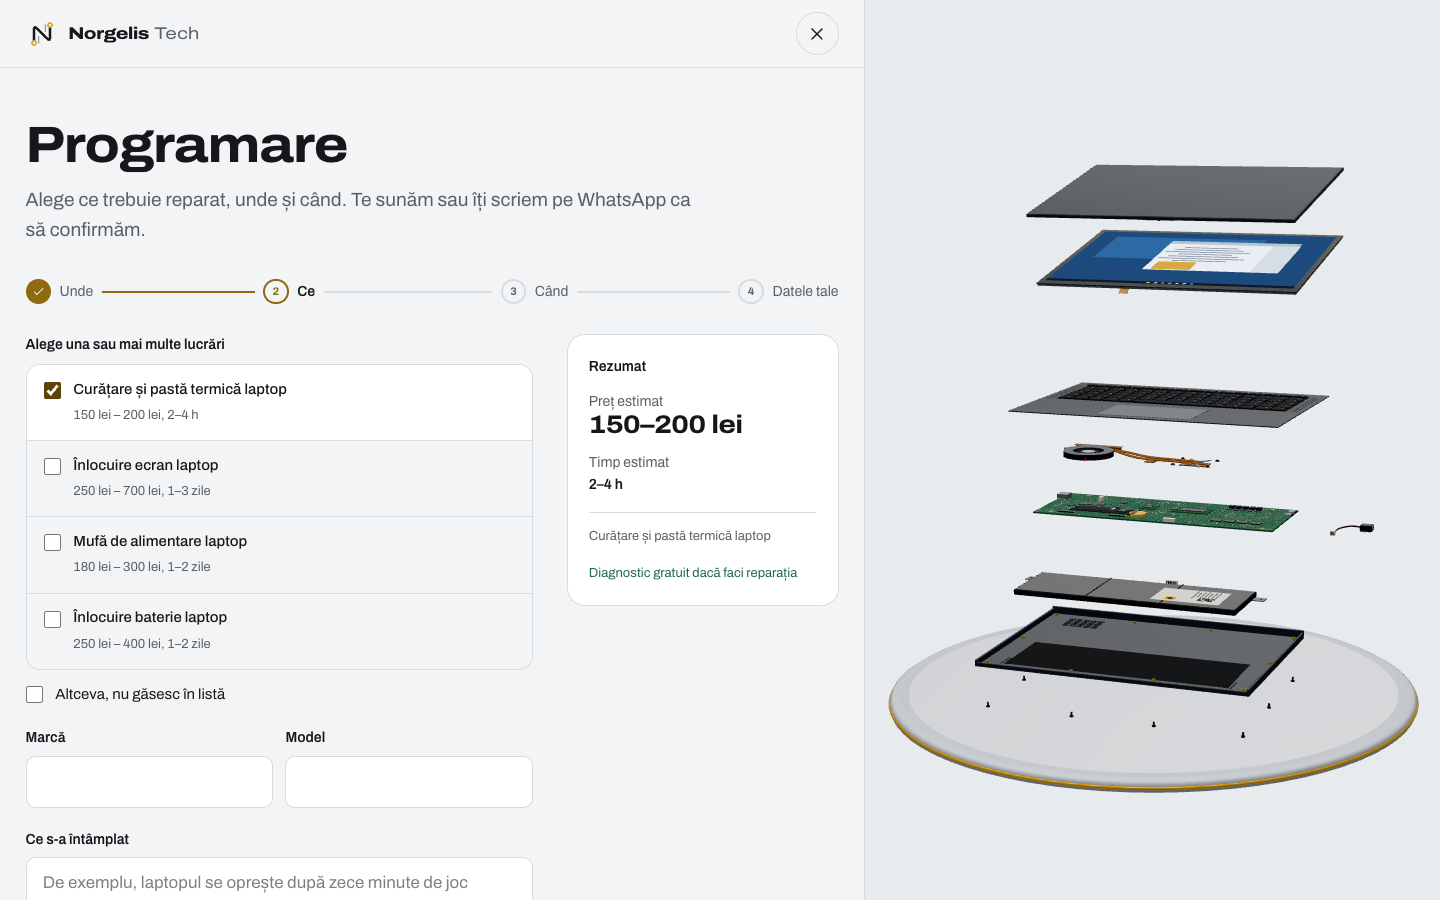 Norgelis Tech
Programare
Alege ce trebuie reparat, unde și când. Te sunăm sau îți scriem pe WhatsApp ca
să confirmăm.
Unde
2 Ce
3 Când
4 Datele tale
Alege una sau mai multe lucrări
Curățare și pastă termică laptop
150 lei – 200 lei, 2–4 h
Înlocuire ecran laptop
250 lei – 700 lei, 1–3 zile
Mufă de alimentare laptop
180 lei – 300 lei, 1–2 zile
Înlocuire baterie laptop
250 lei – 400 lei, 1–2 zile
Altceva, nu găsesc în listă
Marcă
Model
Ce s-a întâmplat
De exemplu, laptopul se oprește după zece minute de joc
Rezumat
Preț estimat
150–200 lei
Timp estimat
2–4 h
Curățare și pastă termică laptop
Diagnostic gratuit dacă faci reparația